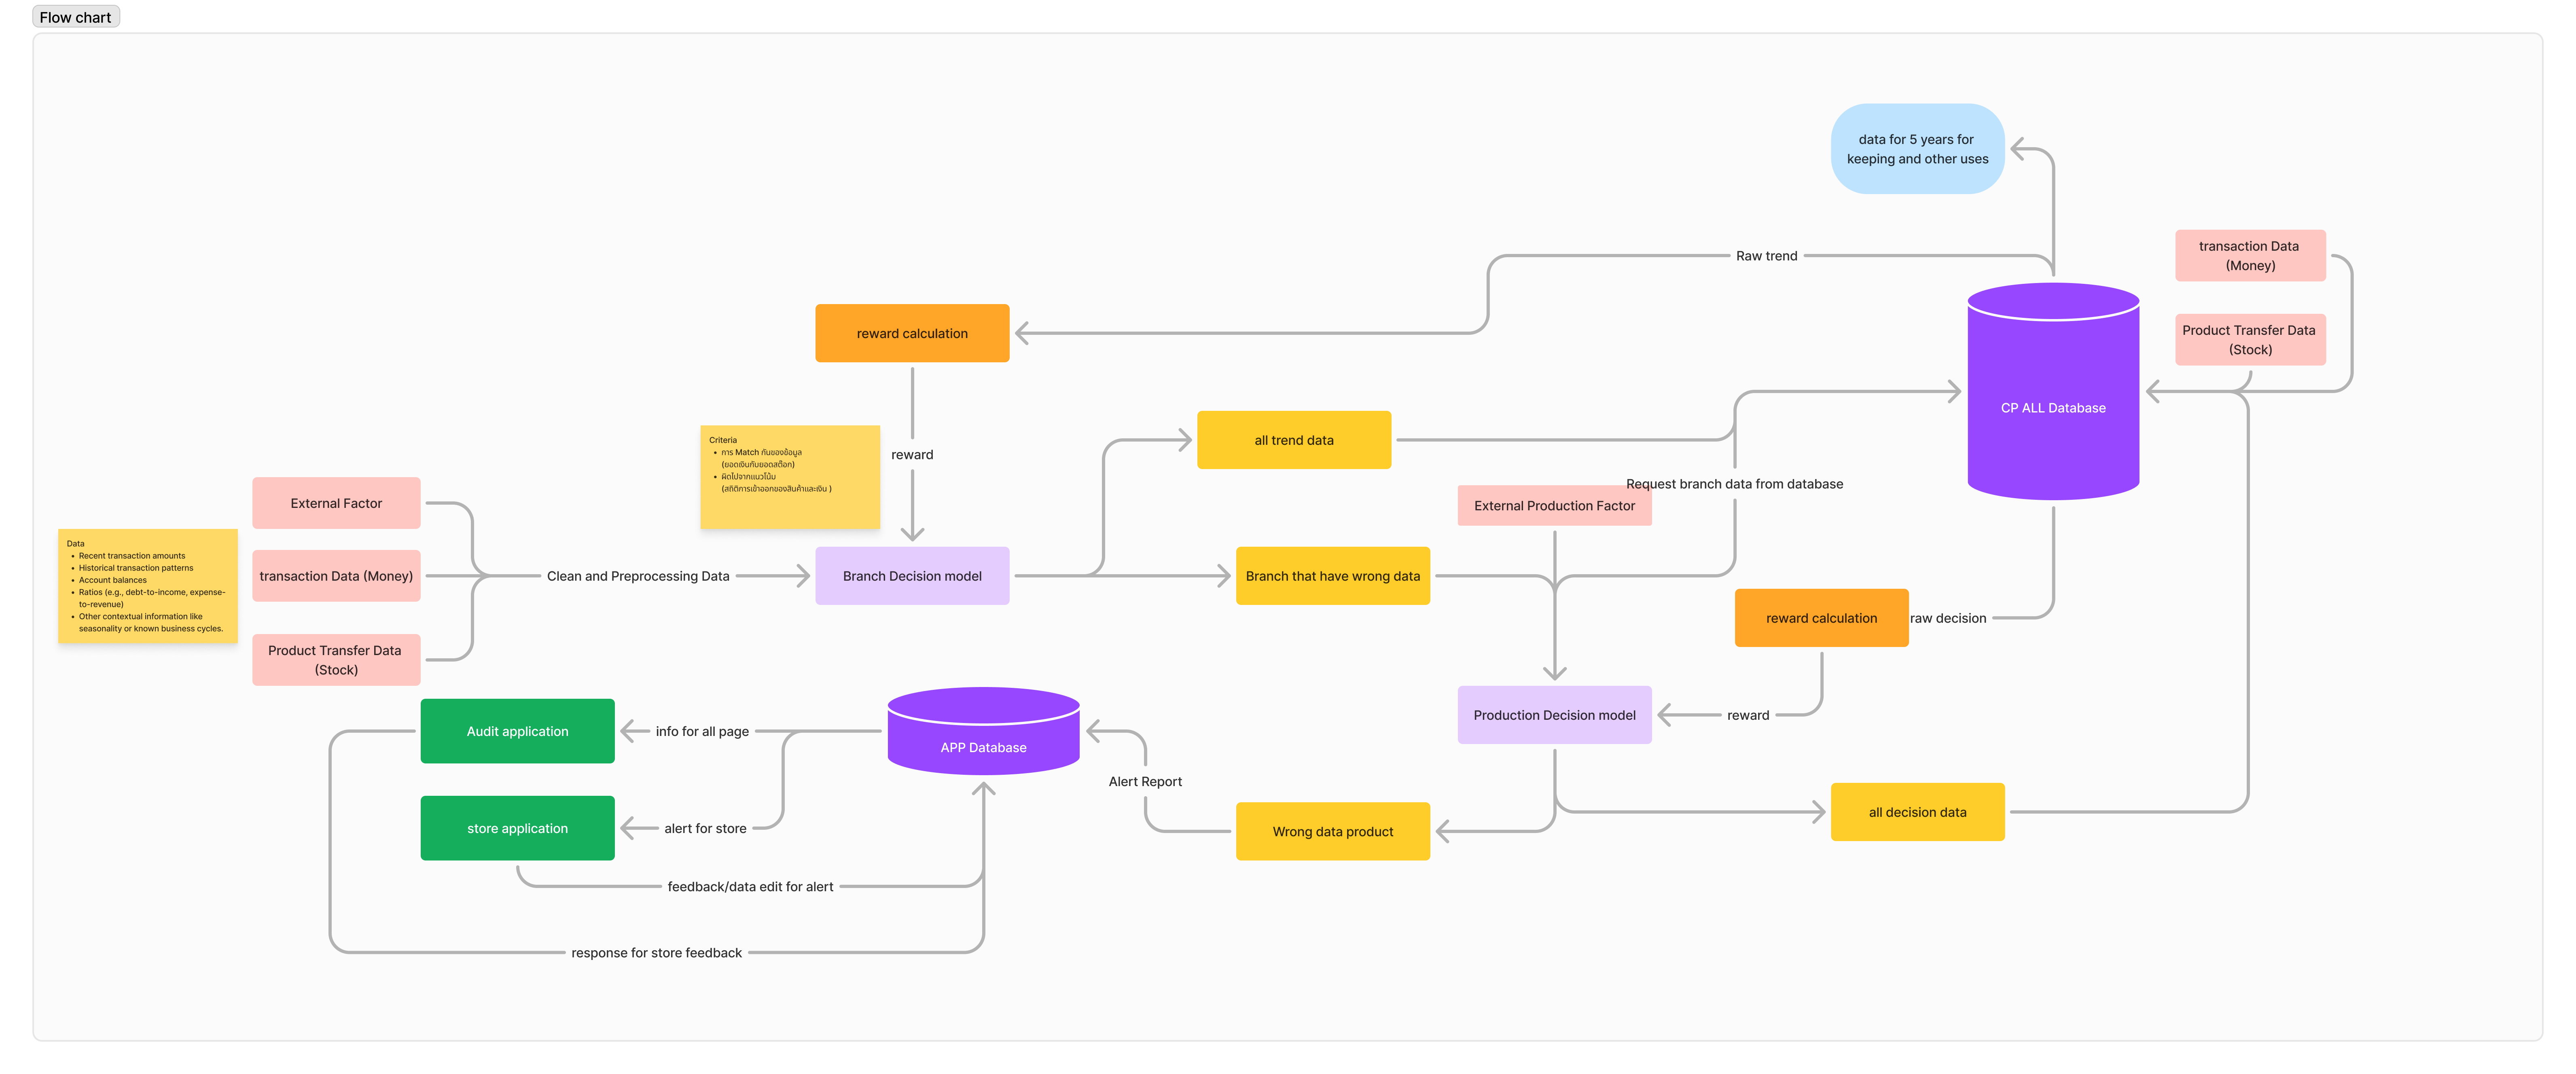 Flow chart
data for 5 years for
keeping and other uses
transaction Data
(Money)
Raw trend
Product Transfer Data
(Stock)
reward calculation
CP ALL Database
Criteria
การ Match กันของข้อมูล
(ยอดเงินกับยอดสต๊อก)
ผิดไปจากแนวโน้ม
(สถิติการเข้าออกของสินค้าและเงิน )
reward
all trend data
Request branch data from database
External Production Factor
External Factor
Data
Recent transaction amounts
Historical transaction patterns
Account balances
Ratios (e.g., debt-to-income, expense-
to-revenue)
Other contextual information like
seasonality or known business cycles.
transaction Data (Money)
Clean and Preprocessing Data
Branch Decision model
Branch that have wrong data
reward calculation
raw decision
Product Transfer Data
(Stock)
Production Decision model
reward
Audit application
info for all page
APP Database
Alert Report
store application
alert for store
Wrong data product
all decision data
feedback/data edit for alert
response for store feedback